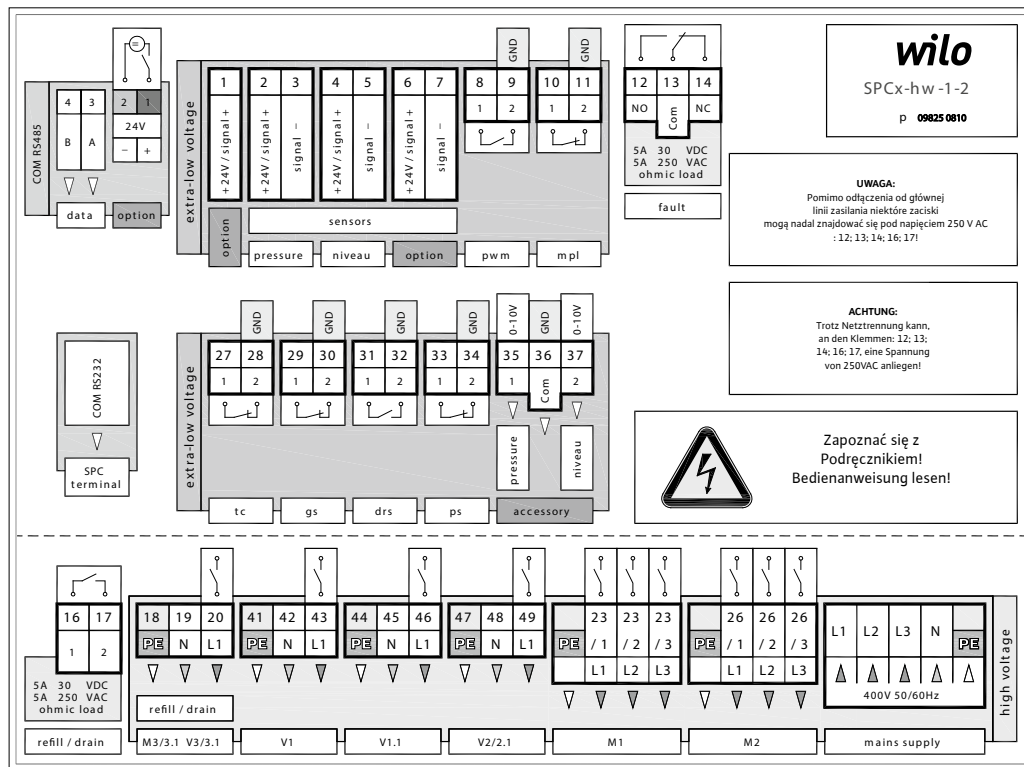 COM RS485
4 3
B A
data
2 1
24V
– +
option
extra-low voltage
1
+24V / signal +
option
2 3
+24V / signal +
signal –
4 5
+24V / signal +
signal –
6 7
+24V / signal +
signal –
sensors
pressure
niveau
option
GND
8 9
1 2
pwm
GND
10 11
1 2
mpl
12 13 14
NO Com NC
5A 30 VDC
5A 250 VAC
ohmic load
fault
wilo
SPCx-hw-1-2
p 09825 0810
UWAGA:
Pomimo odłączenia od głównej
linii zasilania niektóre zaciski
mogą nadal znajdować się pod napięciem 250 V AC
: 12; 13; 14; 16; 17!
ACHTUNG:
Trotz Netztrennung kann,
an den Klemmen: 12; 13;
14; 16; 17, eine Spannung
von 250VAC anliegen!
COM RS232
SPC
terminal
extra-low voltage
GND
27 28
1 2
tc
GND
29 30
1 2
gs
GND
31 32
1 2
drs
GND
33 34
1 2
ps
0-10V
GND
0-10V
35 36 37
1 Com 2
pressure
niveau
accessory
Zapoznać się z
Podręcznikiem!
Bedienanweisung lesen!
16 17
1 2
5A 30 VDC
5A 250 VAC
ohmic load
refill / drain
18 19 20
PE N L1
refill / drain
M3/3.1 V3/3.1
41 42 43
PE N L1
V1
44 45 46
PE N L1
V1.1
47 48 49
PE N L1
V2/2.1
23 23 23
PE / 1 / 2 / 3
L1 L2 L3
M1
26 26 26
PE / 1 / 2 / 3
L1 L2 L3
M2
L1 L2 L3 N PE
400V 50/60Hz
mains supply
high voltage